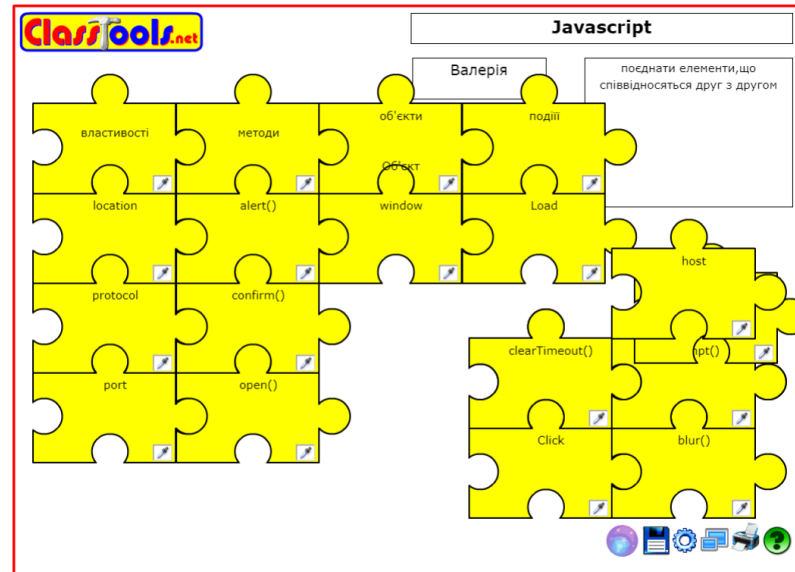 ClassTools.net
Javascript
Валерія
поєднати елементи,що
співвідносяться друг з другом
властивості
методи
об'єкти
Об'єкт
події
location
alert()
window
Load
host
protocol
confirm()
clearTimeout()
port
open()
Click
blur()